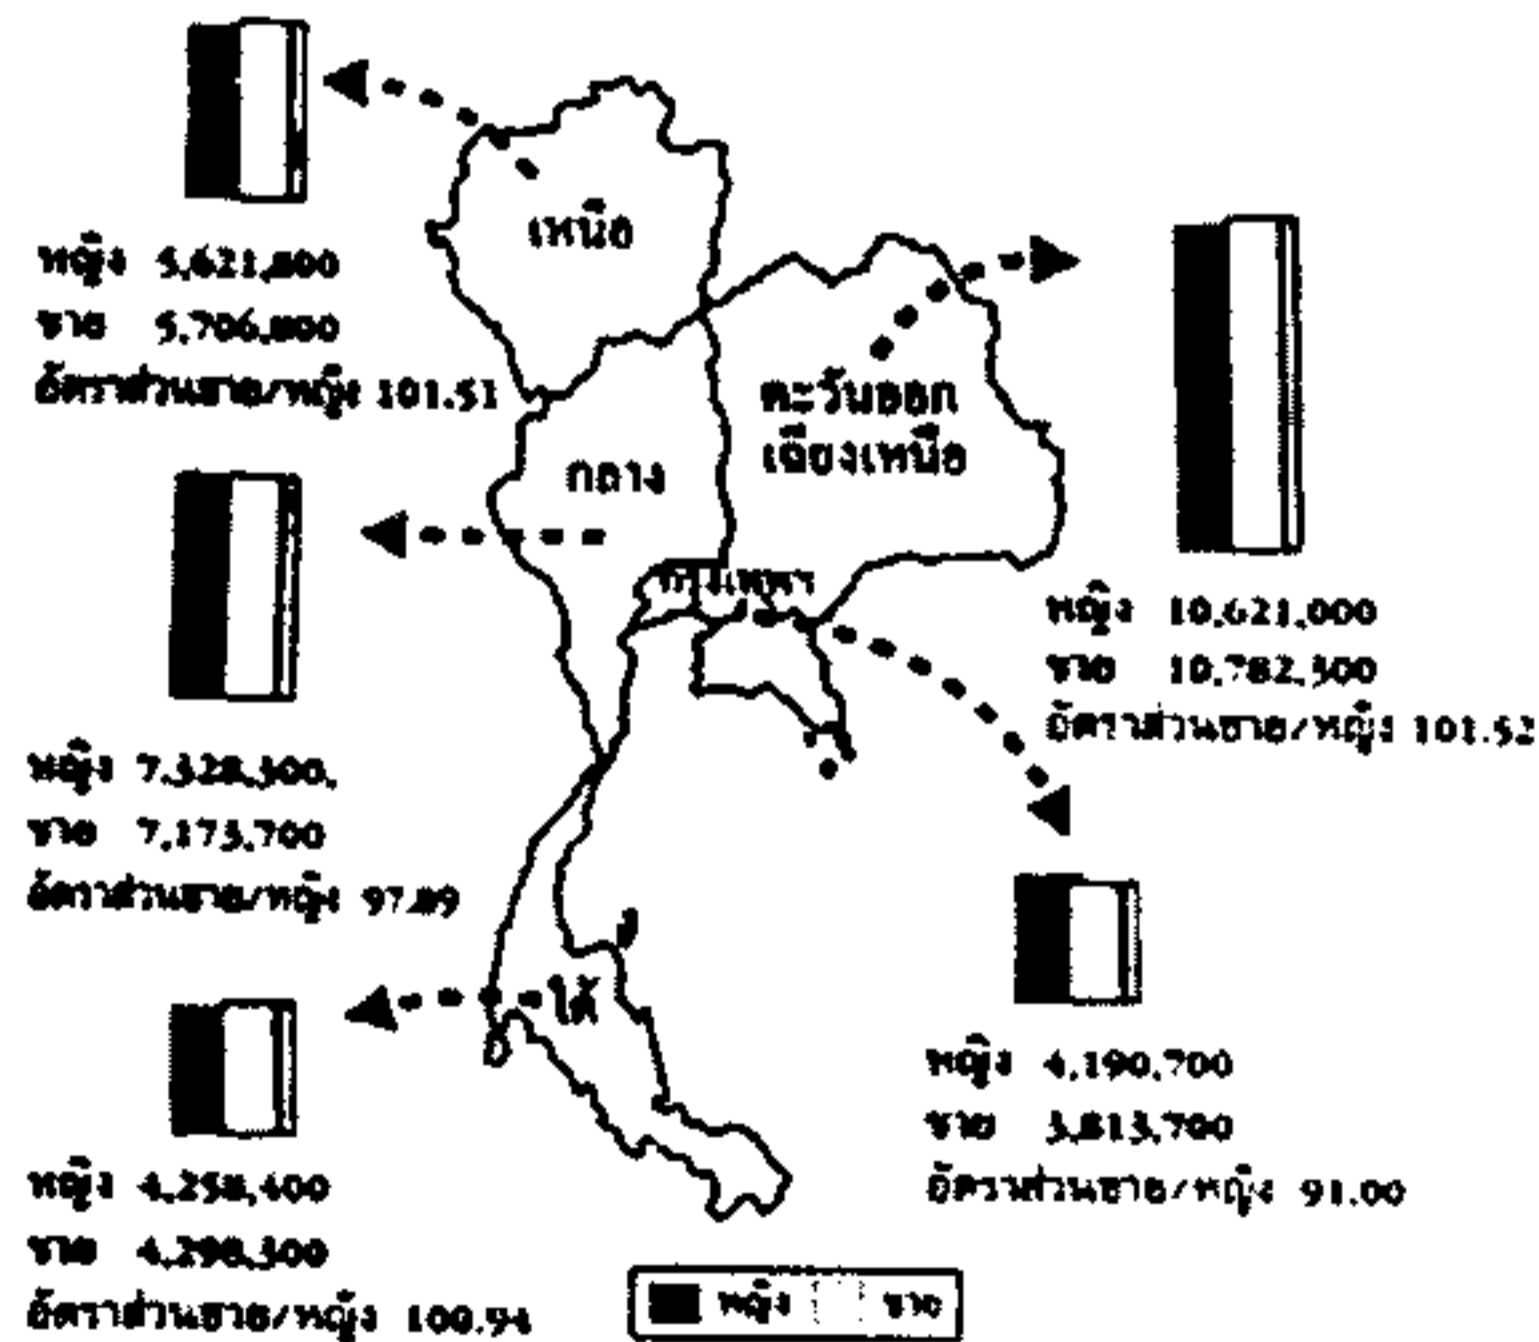 เหนือ
หญิง 5,621,800
ชาย 5,706,800
อัตราส่วนชาย/หญิง 101.51
ตะวันออก
เฉียงเหนือ
กลาง
กรุงเทพฯ
หญิง 10,621,000
ชาย 10,782,300
อัตราส่วนชาย/หญิง 101.52
หญิง 7,328,300,
ชาย 7,173,700
อัตราส่วนชาย/หญิง 97.89
ใต้
หญิง 4,190,700
ชาย 3,813,700
อัตราส่วนชาย/หญิง 91.00
หญิง 4,258,400
ชาย 4,298,300
อัตราส่วนชาย/หญิง 100.94
หญิง ชาย